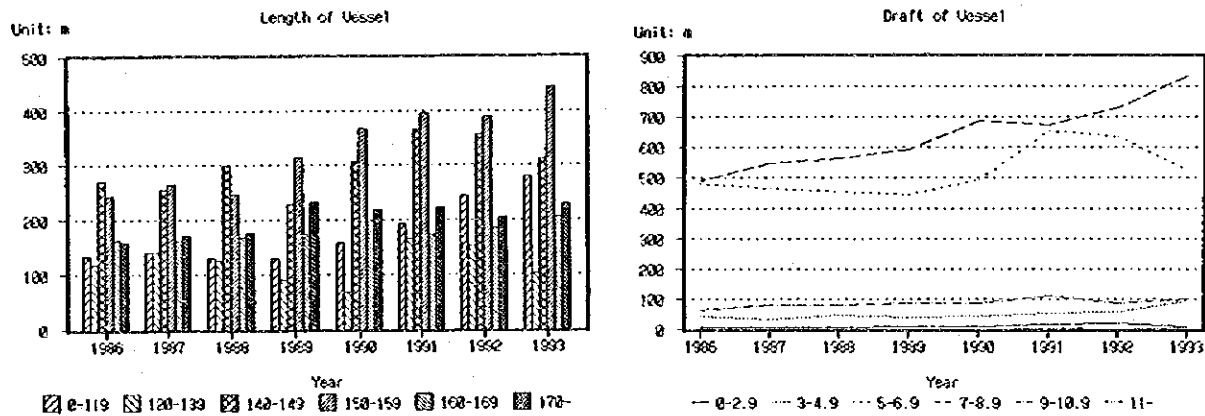 Length of Vessel
Unit: m
500
400
300
200
100
0
1986 1987 1988 1989 1990 1991 1992 1993
Year
0-119 120-139 140-149 150-159 160-169 170-
Draft of Vessel
Unit: m
900
800
700
600
500
400
300
200
100
0
1986 1987 1988 1989 1990 1991 1992 1993
Year
0-2.9 3-4.9 5-6.9 7-8.9 9-10.9 11-